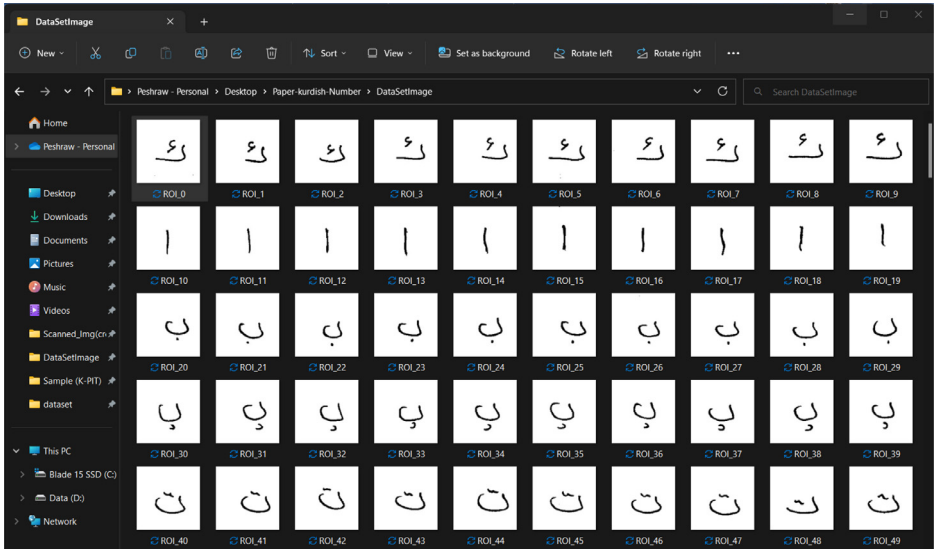 DataSetImage
New Sort View Set as background Rotate left Rotate right
Peshraw - Personal > Desktop > Paper-kurdish-Number > DataSetImage Search DataSetImage
Home
Peshraw - Personal
Desktop
Downloads
Documents
Pictures
Music
Videos
Scanned_Img(cre
DataSetImage
Sample (K-PIT)
dataset
This PC
Blade 15 SSD (C:)
Data (D:)
Network
ئ ئ ئ ئ ئ ئ ئ ئ ئ ئ
ROI_0 ROI_1 ROI_2 ROI_3 ROI_4 ROI_5 ROI_6 ROI_7 ROI_8 ROI_9
ا ا ا ا ا ا ا ا ا ا
ROI_10 ROI_11 ROI_12 ROI_13 ROI_14 ROI_15 ROI_16 ROI_17 ROI_18 ROI_19
ب ب ب ب ب ب ب ب ب ب
ROI_20 ROI_21 ROI_22 ROI_23 ROI_24 ROI_25 ROI_26 ROI_27 ROI_28 ROI_29
پ پ پ پ پ پ پ پ پ پ
ROI_30 ROI_31 ROI_32 ROI_33 ROI_34 ROI_35 ROI_36 ROI_37 ROI_38 ROI_39
ت ت ت ت ت ت ت ت ت ت
ROI_40 ROI_41 ROI_42 ROI_43 ROI_44 ROI_45 ROI_46 ROI_47 ROI_48 ROI_49